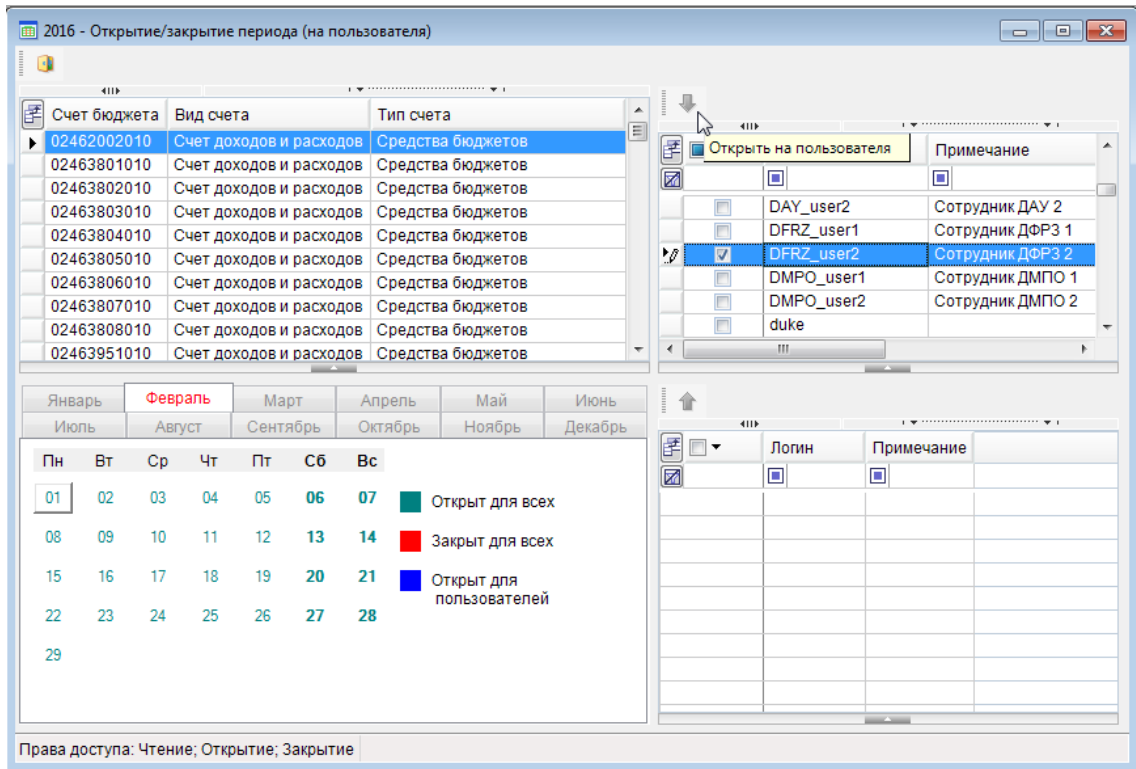 2016 - Открытие/закрытие периода (на пользователя)
Счет бюджета Вид счета Тип счета
02462002010 Счет доходов и расходов Средства бюджетов
02463801010 Счет доходов и расходов Средства бюджетов
02463802010 Счет доходов и расходов Средства бюджетов
02463803010 Счет доходов и расходов Средства бюджетов
02463804010 Счет доходов и расходов Средства бюджетов
02463805010 Счет доходов и расходов Средства бюджетов
02463806010 Счет доходов и расходов Средства бюджетов
02463807010 Счет доходов и расходов Средства бюджетов
02463808010 Счет доходов и расходов Средства бюджетов
02463951010 Счет доходов и расходов Средства бюджетов
Открыть на пользователя Примечание
DAY_user2 Сотрудник ДАУ 2
DFRZ_user1 Сотрудник ДФРЗ 1
DFRZ_user2 Сотрудник ДФРЗ 2
DMPO_user1 Сотрудник ДМПО 1
DMPO_user2 Сотрудник ДМПО 2
duke
Январь Февраль Март Апрель Май Июнь
Июль Август Сентябрь Октябрь Ноябрь Декабрь
Пн Вт Ср Чт Пт Сб Вс
01 02 03 04 05 06 07
08 09 10 11 12 13 14
15 16 17 18 19 20 21
22 23 24 25 26 27 28
29
Открыт для всех
Закрыт для всех
Открыт для
пользователей
Логин Примечание
Права доступа: Чтение; Открытие; Закрытие